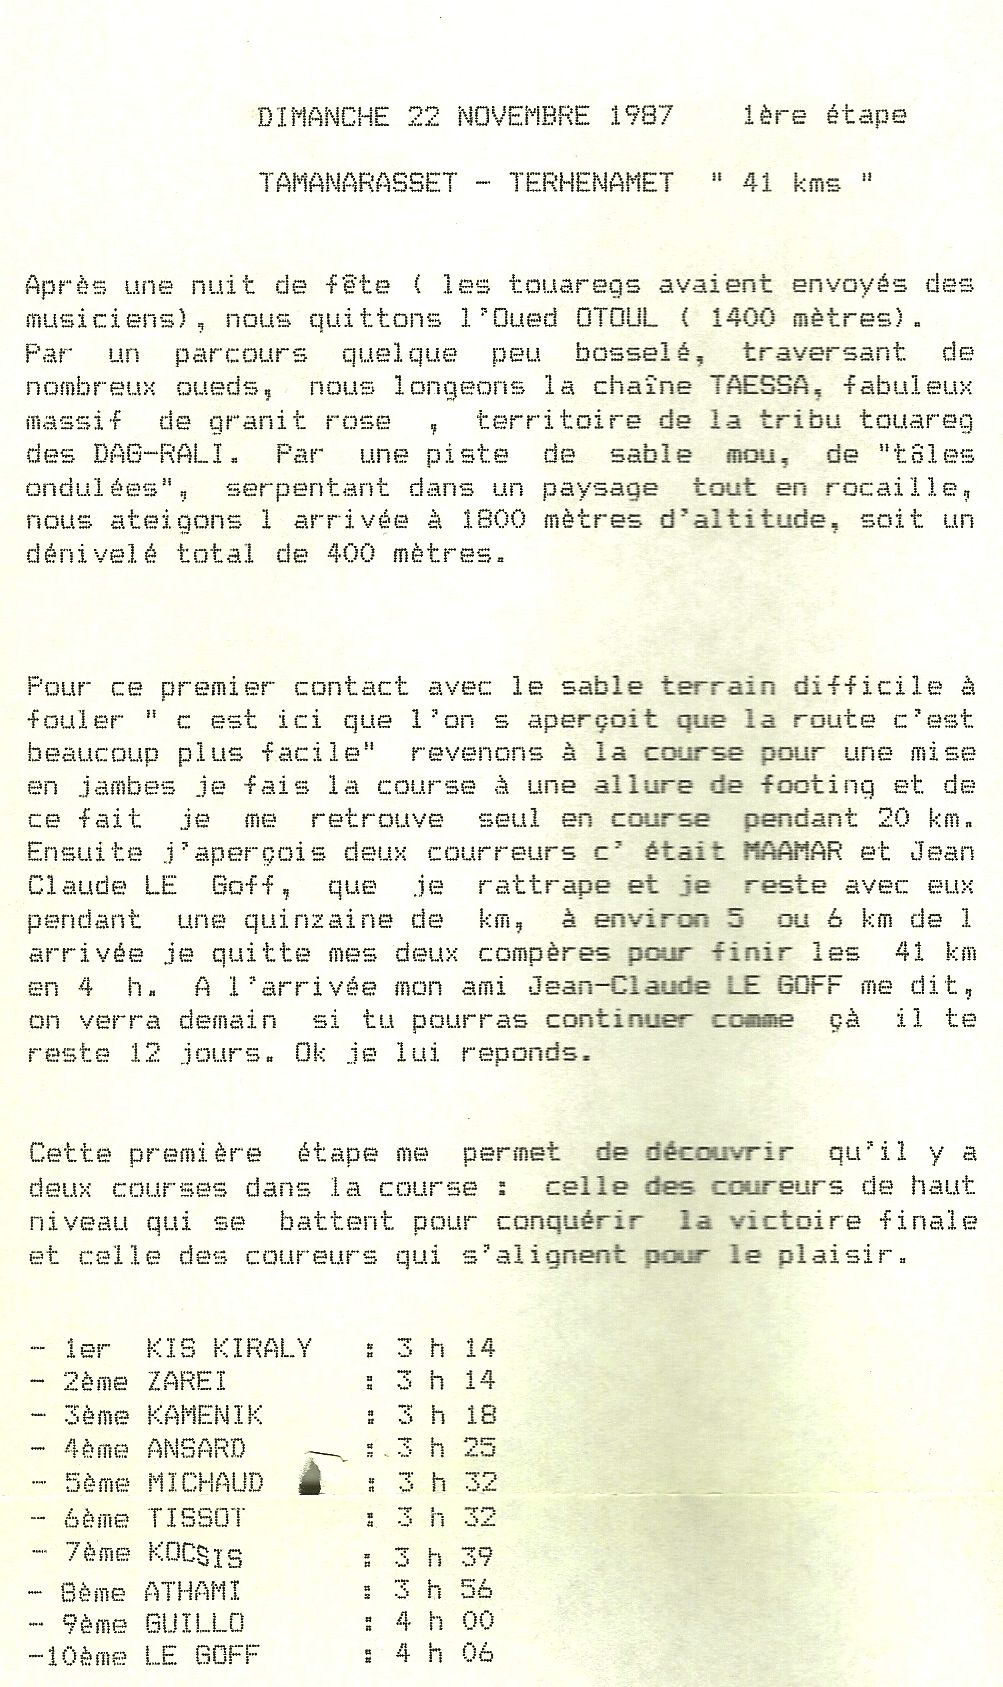 DIMANCHE 22 NOVEMBRE 1987 1ère étape
TAMANARASSET - TERHENAMET " 41 kms "
Après une nuit de fête ( les touaregs avaient envoyés des
musiciens), nous quittons l'Oued OTOUL ( 1400 mètres).
Par un parcours quelque peu bosselé, traversant de
nombreux oueds, nous longeons la chaîne TAESSA, fabuleux
massif de granit rose , territoire de la tribu touareg
des DAG-RALI. Par une piste de sable mou, de "tôles
ondulées", serpentant dans un paysage tout en rocaille,
nous ateigons l arrivée à 1800 mètres d'altitude, soit un
dénivelé total de 400 mètres.
Pour ce premier contact avec le sable terrain difficile à
fouler " c est ici que l'on s aperçoit que la route c'est
beaucoup plus facile" revenons à la course pour une mise
en jambes je fais la course à une allure de footing et de
ce fait je me retrouve seul en course pendant 20 km.
Ensuite j'aperçois deux courreurs c' était MAAMAR et Jean
Claude LE Goff, que je rattrape et je reste avec eux
pendant une quinzaine de km, à environ 5 ou 6 km de l
arrivée je quitte mes deux compères pour finir les 41 km
en 4 h. A l'arrivée mon ami Jean-Claude LE GOFF me dit,
on verra demain si tu pourras continuer comme çà il te
reste 12 jours. Ok je lui reponds.
Cette première étape me permet de découvrir qu'il y a
deux courses dans la course : celle des coureurs de haut
niveau qui se battent pour conquérir la victoire finale
et celle des coureurs qui s'alignent pour le plaisir.
- 1er KIS KIRALY : 3 h 14
- 2ème ZAREI : 3 h 14
- 3ème KAMENIK : 3 h 18
- 4ème ANSARD : 3 h 25
- 5ème MICHAUD : 3 h 32
- 6ème TISSOT : 3 h 32
- 7ème KOCSIS : 3 h 39
- 8ème ATHAMI : 3 h 56
- 9ème GUILLO : 4 h 00
-10ème LE GOFF : 4 h 06